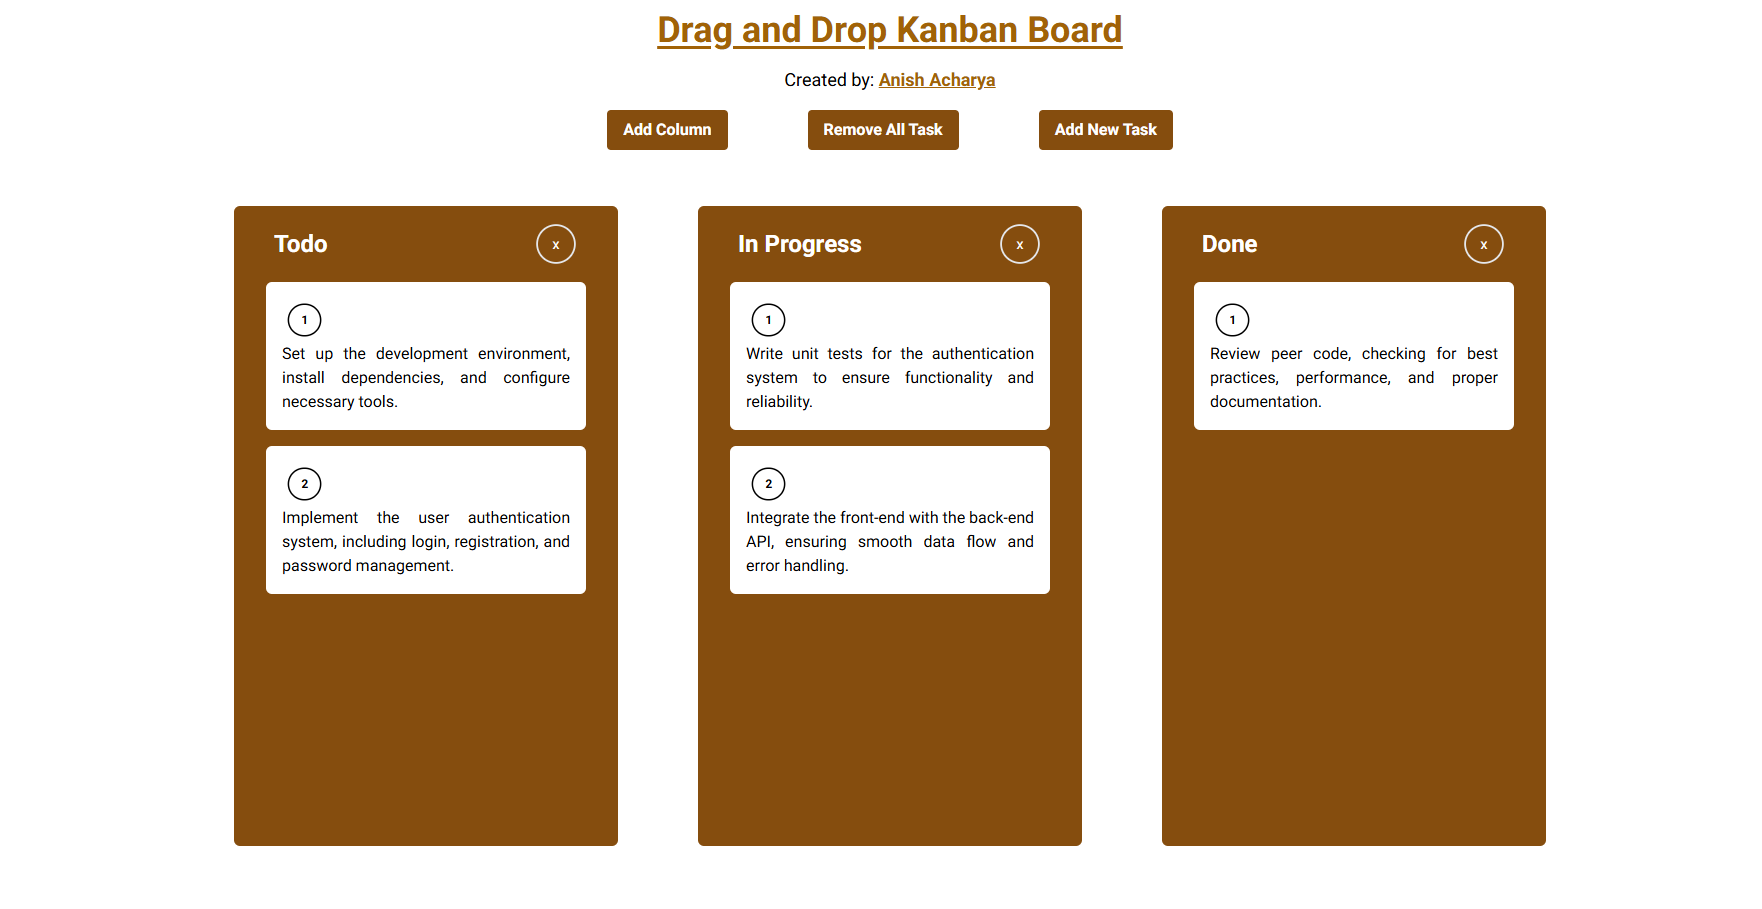 Drag and Drop Kanban Board
Created by: Anish Acharya
Add Column
Remove All Task
Add New Task
Todo
x
1
Set up the development environment,
install dependencies, and configure
necessary tools.
2
Implement the user authentication
system, including login, registration, and
password management.
In Progress
x
1
Write unit tests for the authentication
system to ensure functionality and
reliability.
2
Integrate the front-end with the back-end
API, ensuring smooth data flow and
error handling.
Done
x
1
Review peer code, checking for best
practices, performance, and proper
documentation.